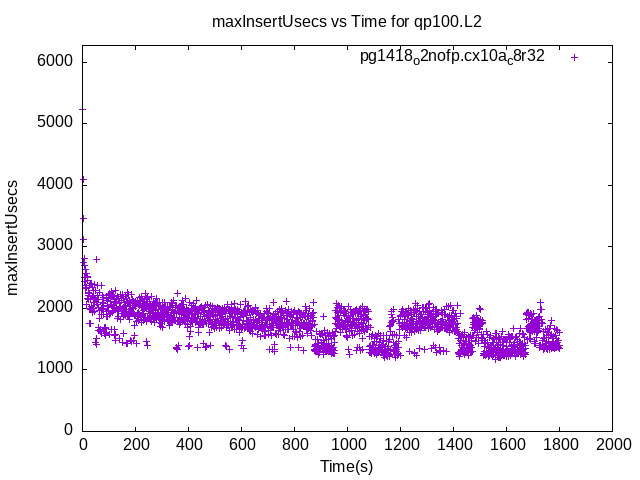 maxInsertUsecs vs Time for qp100.L2
pg1418o2nofp.cx10ac8r32
maxInsertUsecs
6000
5000
4000
3000
2000
1000
0
0 200 400 600 800 1000 1200 1400 1600 1800 2000
Time(s)